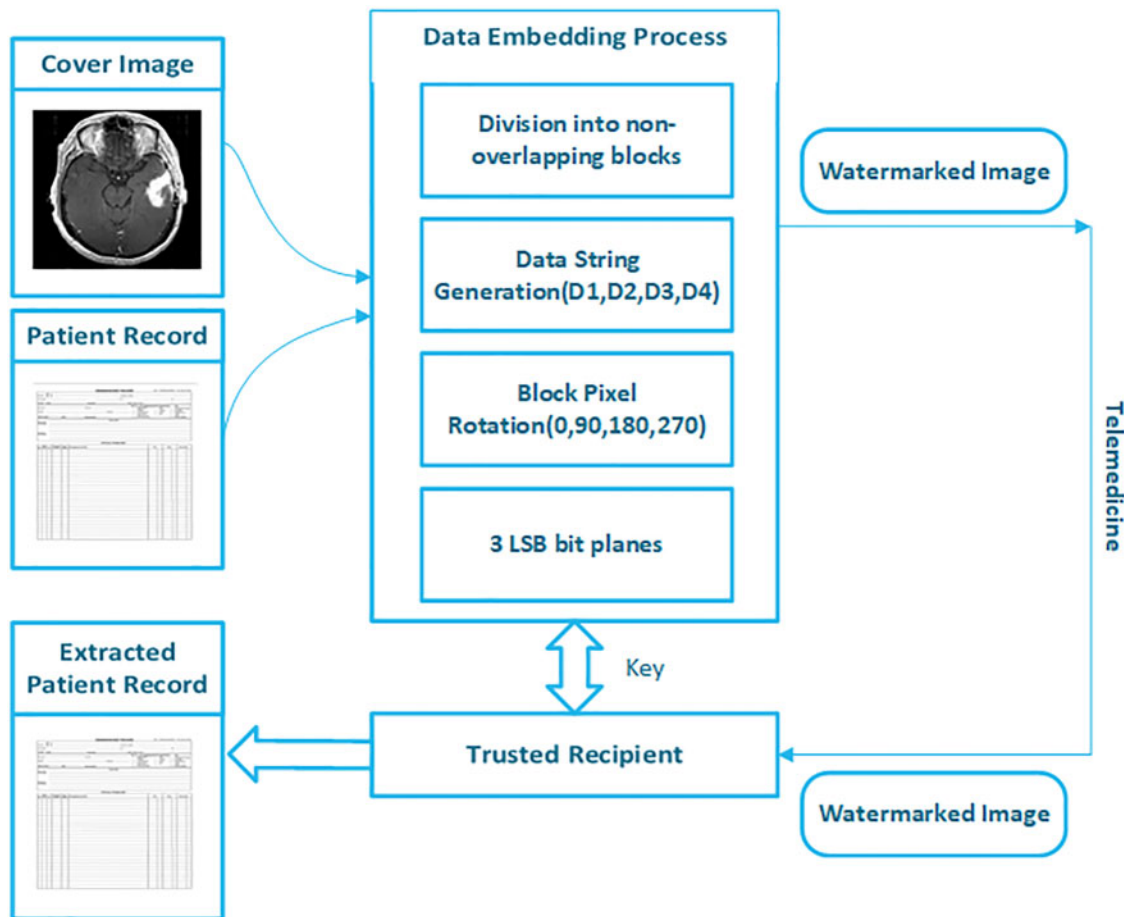 Cover Image
Patient Record
Extracted
Patient Record
Data Embedding Process
Division into non-
overlapping blocks
Data String
Generation(D1,D2,D3,D4)
Block Pixel
Rotation(0,90,180,270)
3 LSB bit planes
Key
Trusted Recipient
Watermarked Image
Telemedicine
Watermarked Image